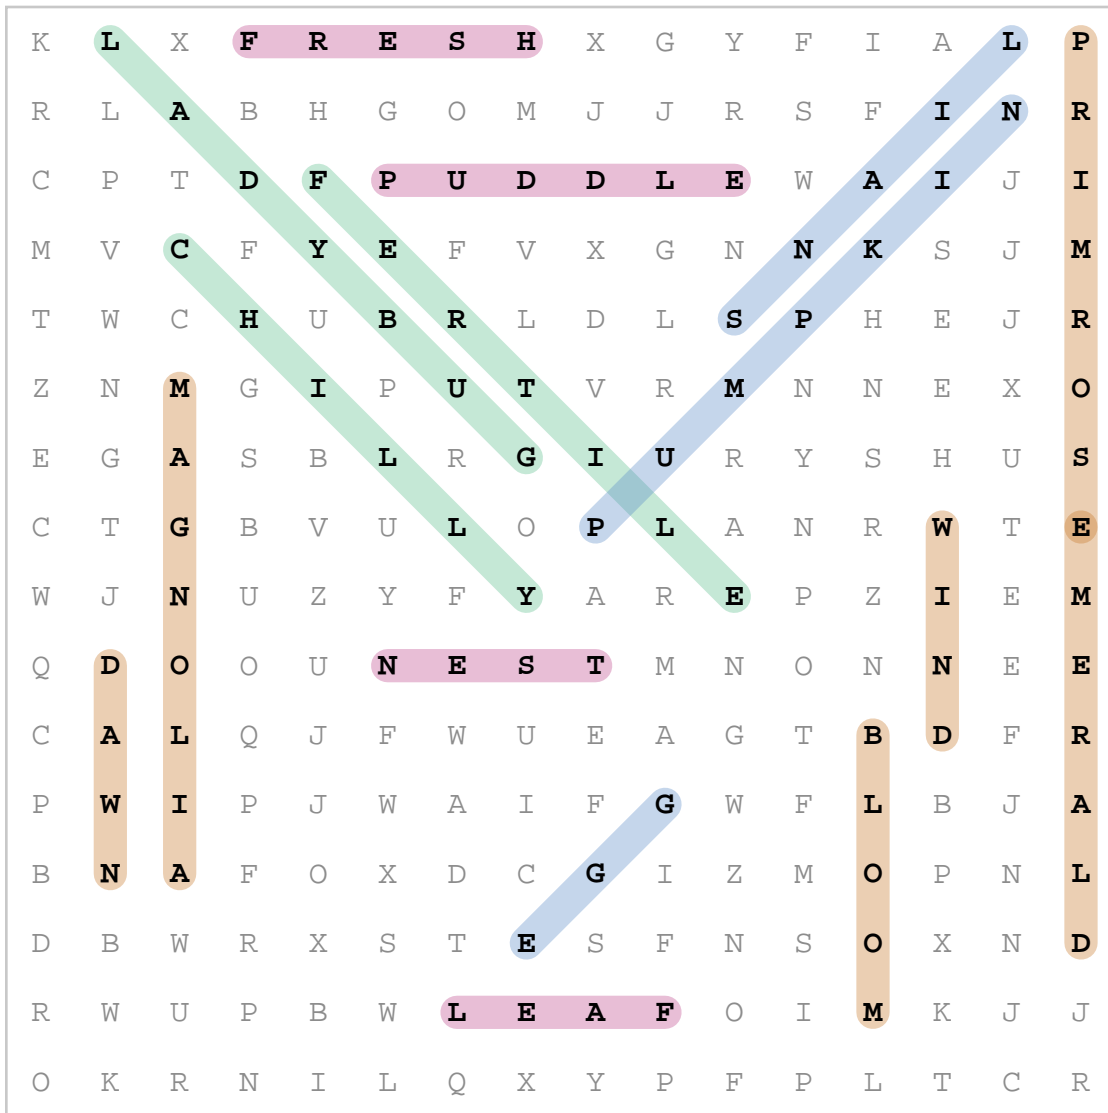 K L X F R E S H X G Y F I A L P
R L A B H G O M J J R S F I N R
C P T D F P U D D L E W A I J I
M V C F Y E F V X G N N K S J M
T W C H U B R L D L S P H E J R
Z N M G I P U T V R M N N E X O
E G A S B L R G I U R Y S H U S
C T G B V U L O P L A N R W T E
W J N U Z Y F Y A R E P Z I E M
Q D O O U N E S T M N O N N E E
C A L Q J F W U E A G T B D F R
P W I P J W A I F G W F L B J A
B N A F O X D C G I Z M O P N L
D B W R X S T E S F N S O X N D
R W U P B W L E A F O I M K J J
O K R N I L Q X Y P F P L T C R